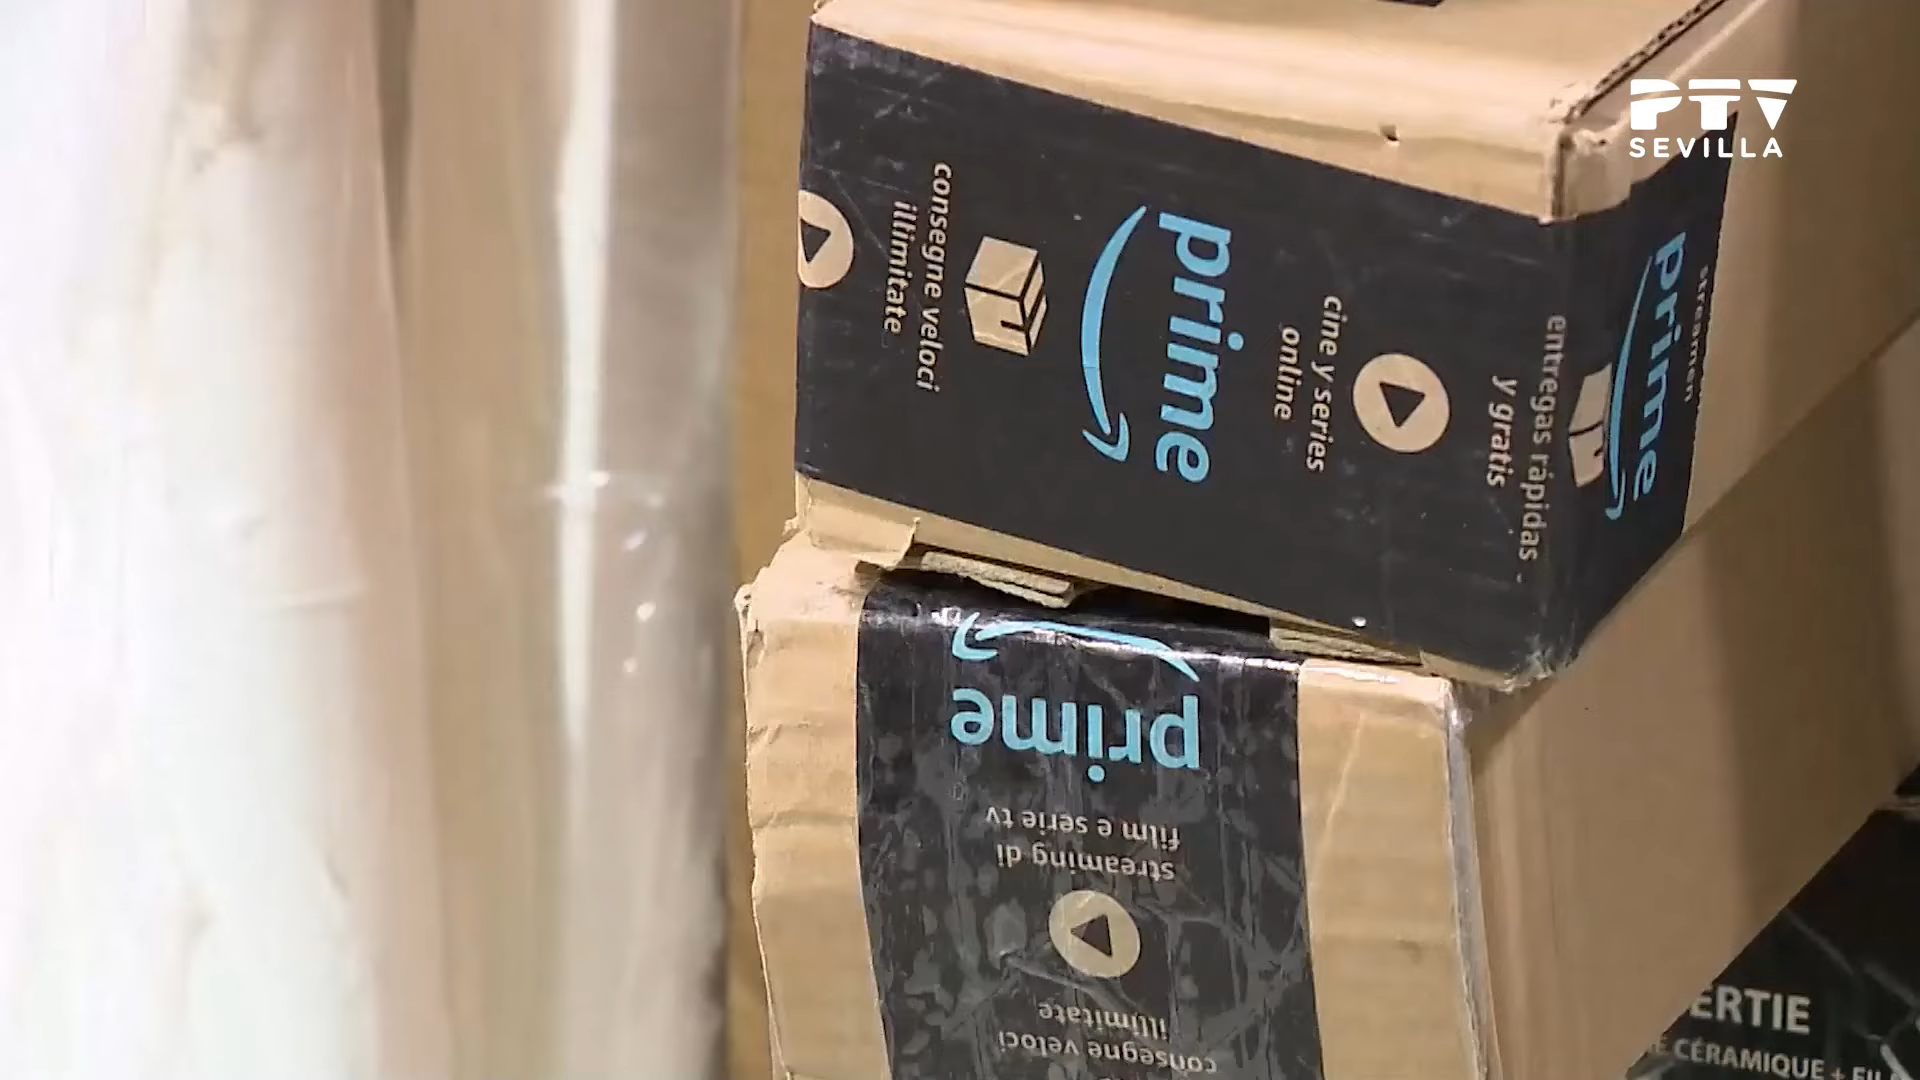 PTV
SEVILLA
consegne veloci
illimitate
prime
cine y series
online
entregas rápidas -
y gratis
prime
prime
streaming di
film e serie tv
consegne veloci
illimitate
ERTIE
CÉRAMIQUE +